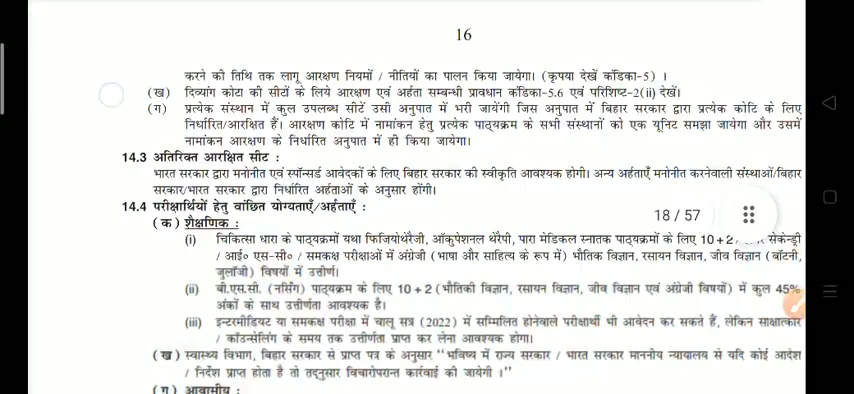 16
करने की तिथि तक लागू आरक्षण नियमों / नीतियों का पालन किया जायेगा। (कृपया देखें कंडिका-5) ।
(ख) दिव्यांग कोटा की सीटों के लिये आरक्षण एवं अर्हता सम्बन्धी प्रावधान कंडिका-5.6 एवं परिशिष्ट-2(ii) देखें।
(ग) प्रत्येक संस्थान में कुल उपलब्ध सीटें उसी अनुपात में भरी जायेंगी जिस अनुपात में बिहार सरकार द्वारा प्रत्येक कोटि के लिए
निर्धारित/आरक्षित हैं। आरक्षण कोटि में नामांकन हेतु प्रत्येक पाठ्यक्रम के सभी संस्थानों को एक यूनिट समझा जायेगा और उसमें
नामांकन आरक्षण के निर्धारित अनुपात में ही किया जायेगा।
14.3 अतिरिक्त आरक्षित सीट :
भारत सरकार द्वारा मनोनीत एवं स्पॉन्सर्ड आवेदकों के लिए बिहार सरकार की स्वीकृति आवश्यक होगी। अन्य अर्हताएँ मनोनीत करनेवाली संस्थाओं/बिहार
सरकार/भारत सरकार द्वारा निर्धारित अर्हताओं के अनुसार होंगी।
14.4 परीक्षार्थियों हेतु वांछित योग्यताएँ/अर्हताएँ :
18 / 57
(क) शैक्षणिक :
(i) चिकित्सा धारा के पाठ्यक्रमों यथा फिजियोथेरैजी, ऑकुपेशनल थेरैपी, पारा मेडिकल स्नातक पाठ्यक्रमों के लिए 10+2/ सेकेन्ड्री
/ आई० एस-सी० / समकक्ष परीक्षाओं में अंग्रेजी (भाषा और साहित्य के रूप में) भौतिक विज्ञान, रसायन विज्ञान, जीव विज्ञान (बॉटनी,
जुलॉजी) विषयों में उत्तीर्ण।
(ii) बी.एस.सी. (नर्सिंग) पाठ्यक्रम के लिए 10+2 (भौतिकी विज्ञान, रसायन विज्ञान, जीव विज्ञान एवं अंग्रेजी विषयों) में कुल 45%
अंकों के साथ उत्तीर्णता आवश्यक है।
(iii) इन्टरमीडियट या समकक्ष परीक्षा में चालू सत्र (2022) में सम्मिलित होनेवाले परीक्षार्थी भी आवेदन कर सकते हैं, लेकिन साक्षात्कार
/ कॉउन्सेलिंग के समय तक उत्तीर्णता प्राप्त कर लेना आवश्यक होगा।
(ख) स्वास्थ्य विभाग, बिहार सरकार से प्राप्त पत्र के अनुसार "भविष्य में राज्य सरकार / भारत सरकार माननीय न्यायालय से यदि कोई आदेश
/ निर्देश प्राप्त होता है तो तद्नुसार विचारोपरान्त कार्रवाई की जायेगी ।"
(ग) आवासीय :